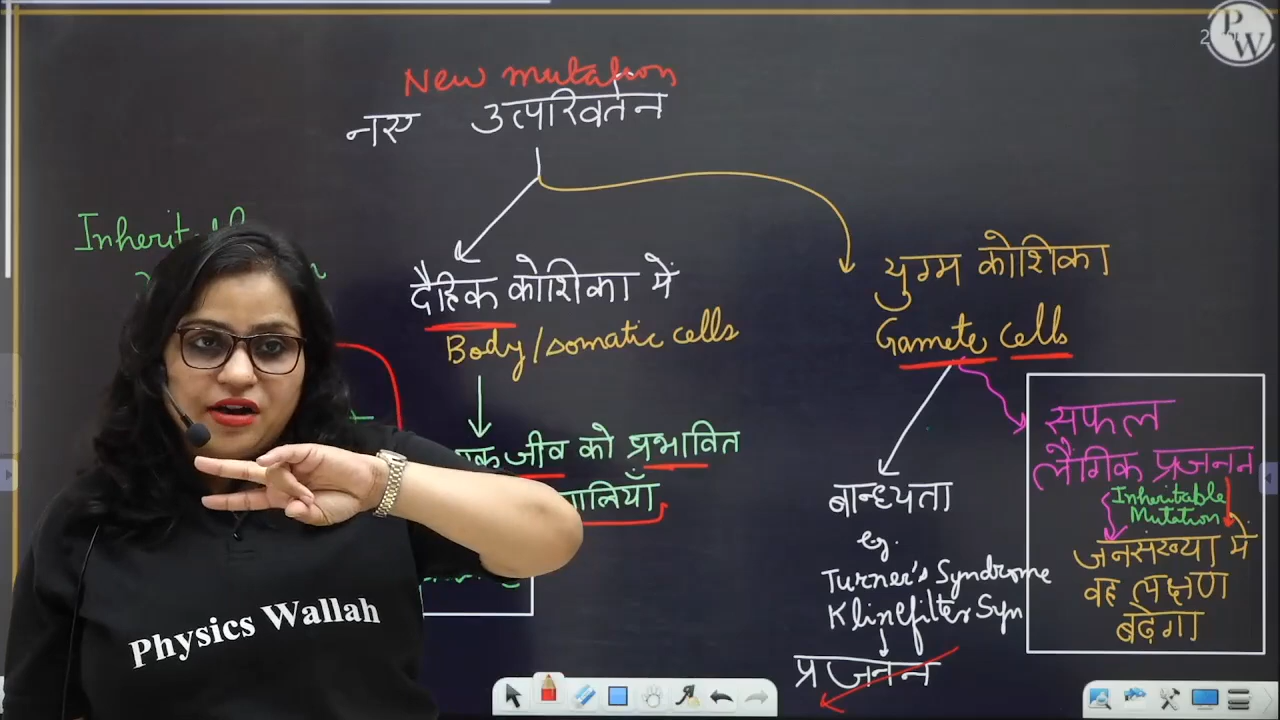 PW
New mutation
नए उत्परिवर्तन
दैहिक कोशिका में
Body/somatic cells
जीव को प्रभावित
युग्म कोशिका
Gamete cells
बान्ध्यता
eg.
Turner's Syndrome
Klinefilter Syn
प्रजनन
सफल
लैंगिक प्रजनन
Inheritable
Mutation
जनसंख्या में
वह लक्षण
बढ़ेगा
Physics Wallah